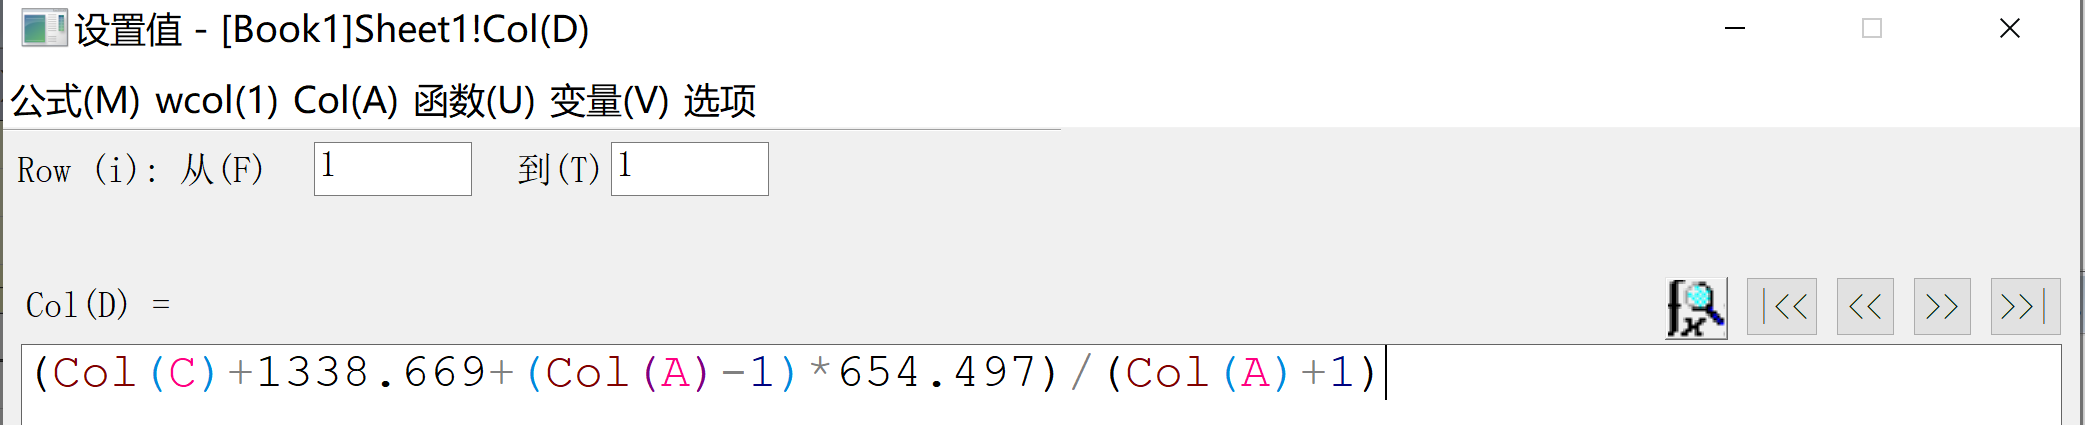 设置值 - [Book1]Sheet1!Col(D)
公式(M) wcol(1) Col(A) 函数(U) 变量(V) 选项
Row (i): 从(F) 1 到(T) 1
Col(D) =
|<< << >> >>|
(Col(C)+1338.669+(Col(A)-1)*654.497)/(Col(A)+1)